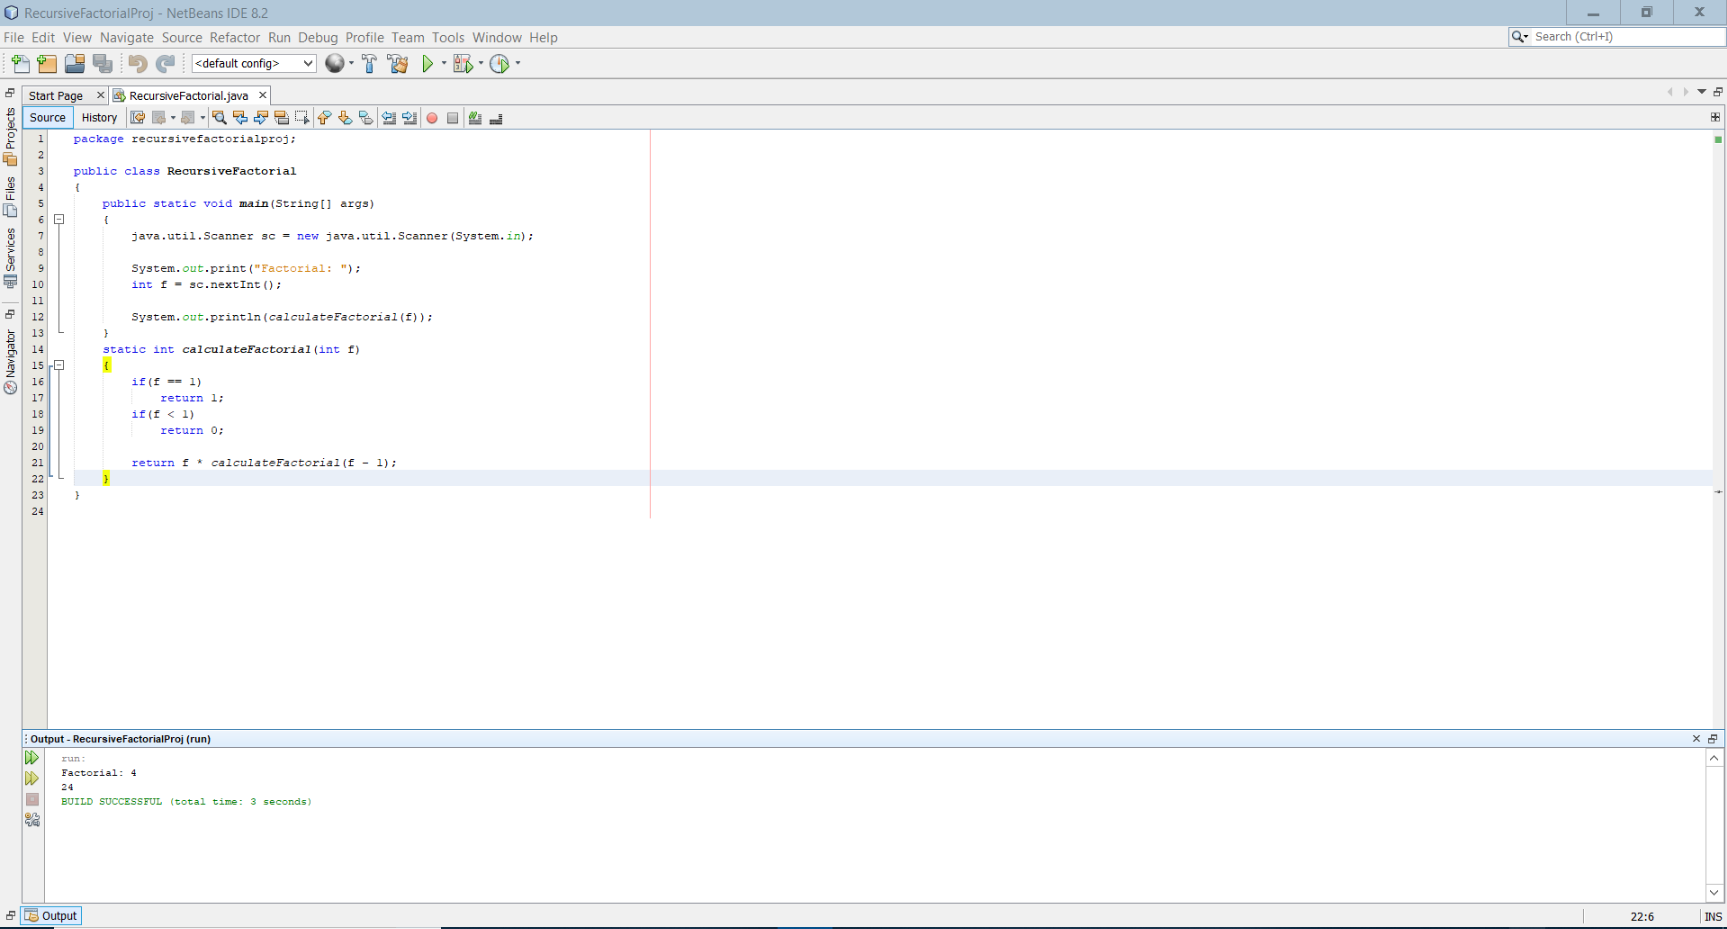 RecursiveFactorialProj - NetBeans IDE 8.2
File Edit View Navigate Source Refactor Run Debug Profile Team Tools Window Help
Search (Ctrl+I)
<default config>
Start Page
RecursiveFactorial.java
Source
History
Projects
Files
Services
Navigator
1 package recursivefactorialproj;
2
3 public class RecursiveFactorial
4 {
5 public static void main(String[] args)
6 {
7 java.util.Scanner sc = new java.util.Scanner(System.in);
8
9 System.out.print("Factorial: ");
10 int f = sc.nextInt();
11
12 System.out.println(calculateFactorial(f));
13 }
14 static int calculateFactorial(int f)
15 {
16 if(f == 1)
17 return 1;
18 if(f < 1)
19 return 0;
20
21 return f * calculateFactorial(f - 1);
22 }
23 }
24
Output - RecursiveFactorialProj (run)
run:
Factorial: 4
24
BUILD SUCCESSFUL (total time: 3 seconds)
Output
22:6
INS